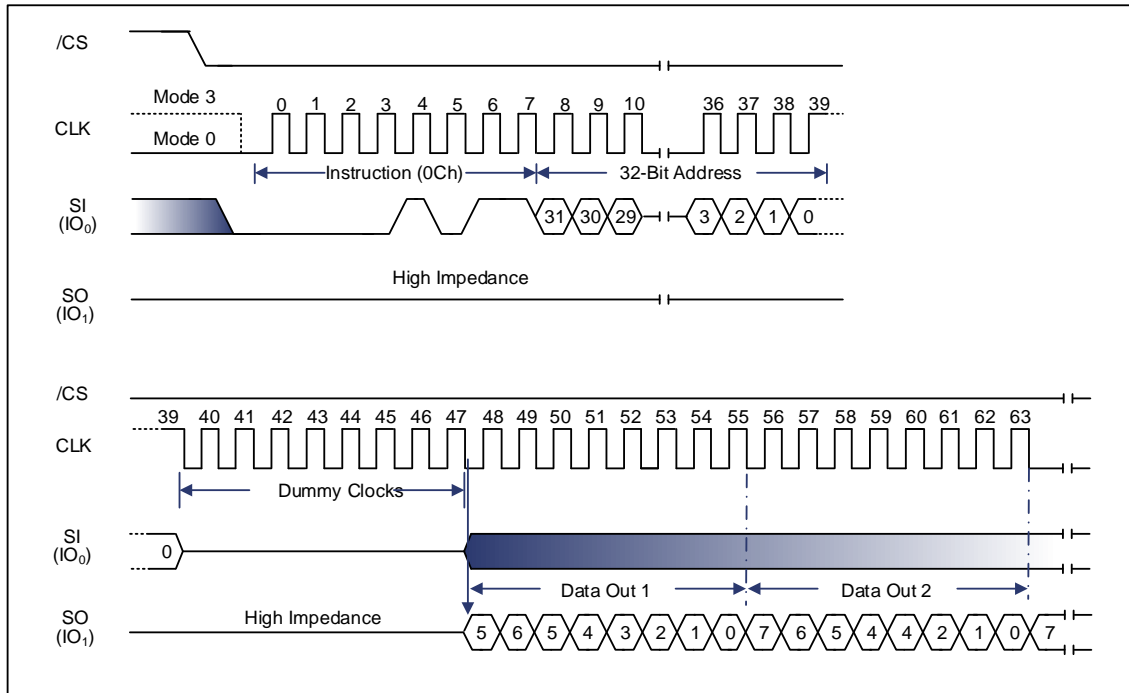 /CS
Mode 3
0 1 2 3 4 5 6 7 8 9 10 36 37 38 39
CLK
Mode 0
Instruction (0Ch) 32-Bit Address
SI
(IO0)
31 30 29 3 2 1 0
High Impedance
SO
(IO1)
/CS
39 40 41 42 43 44 45 46 47 48 49 50 51 52 53 54 55 56 57 58 59 60 61 62 63
CLK
Dummy Clocks
SI
(IO0)
0
Data Out 1 Data Out 2
SO
(IO1)
High Impedance
5 6 5 4 3 2 1 0 7 6 5 4 4 2 1 0 7